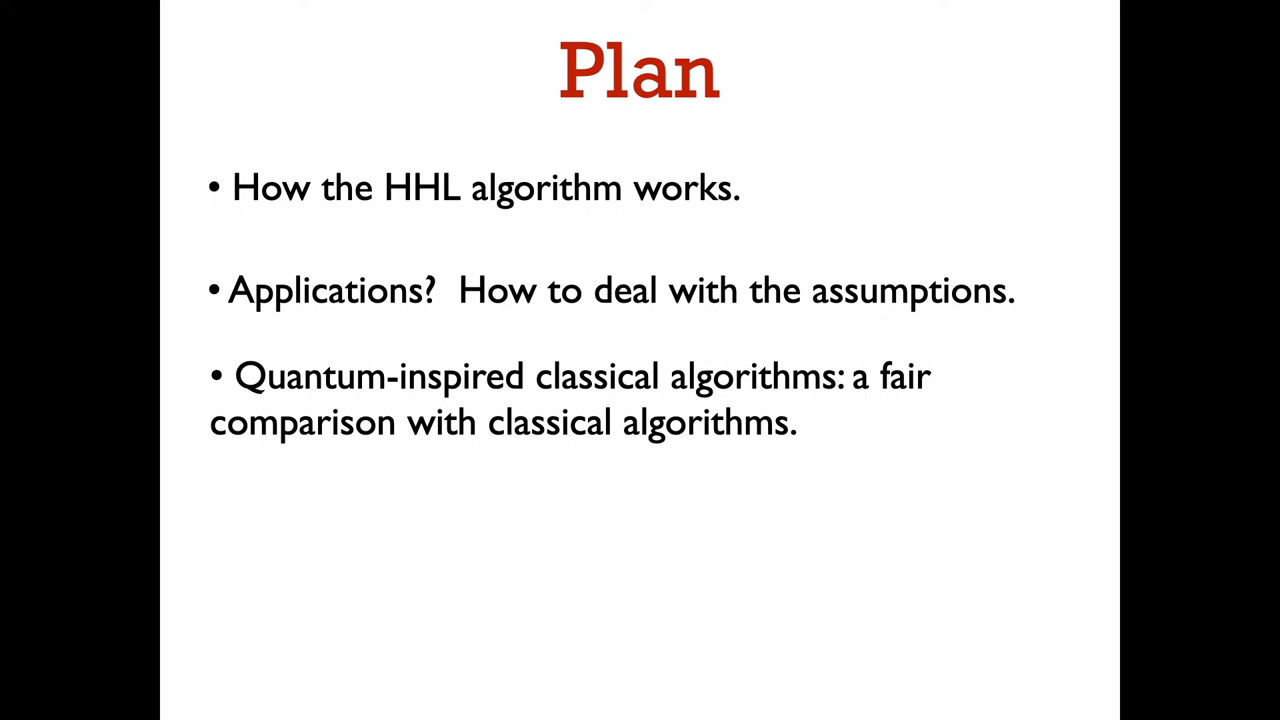 Plan
• How the HHL algorithm works.
• Applications?  How to deal with the assumptions.
• Quantum-inspired classical algorithms: a fair
comparison with classical algorithms.